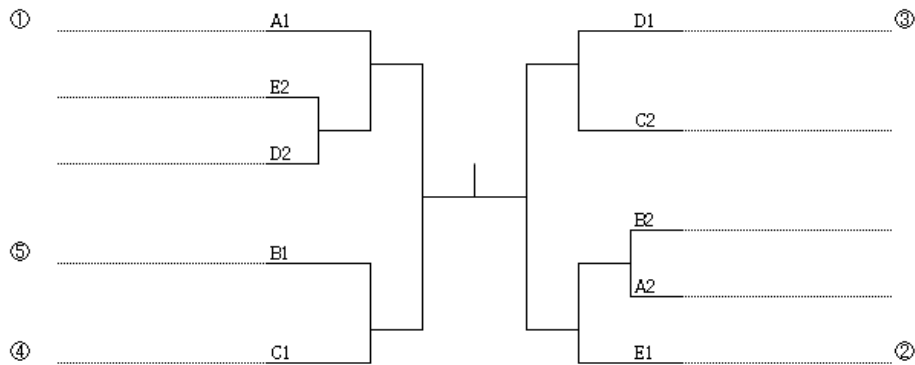 ① A1 D1 ③
E2
D2 C2
B2
⑤ B1
A2
④ C1 E1 ②